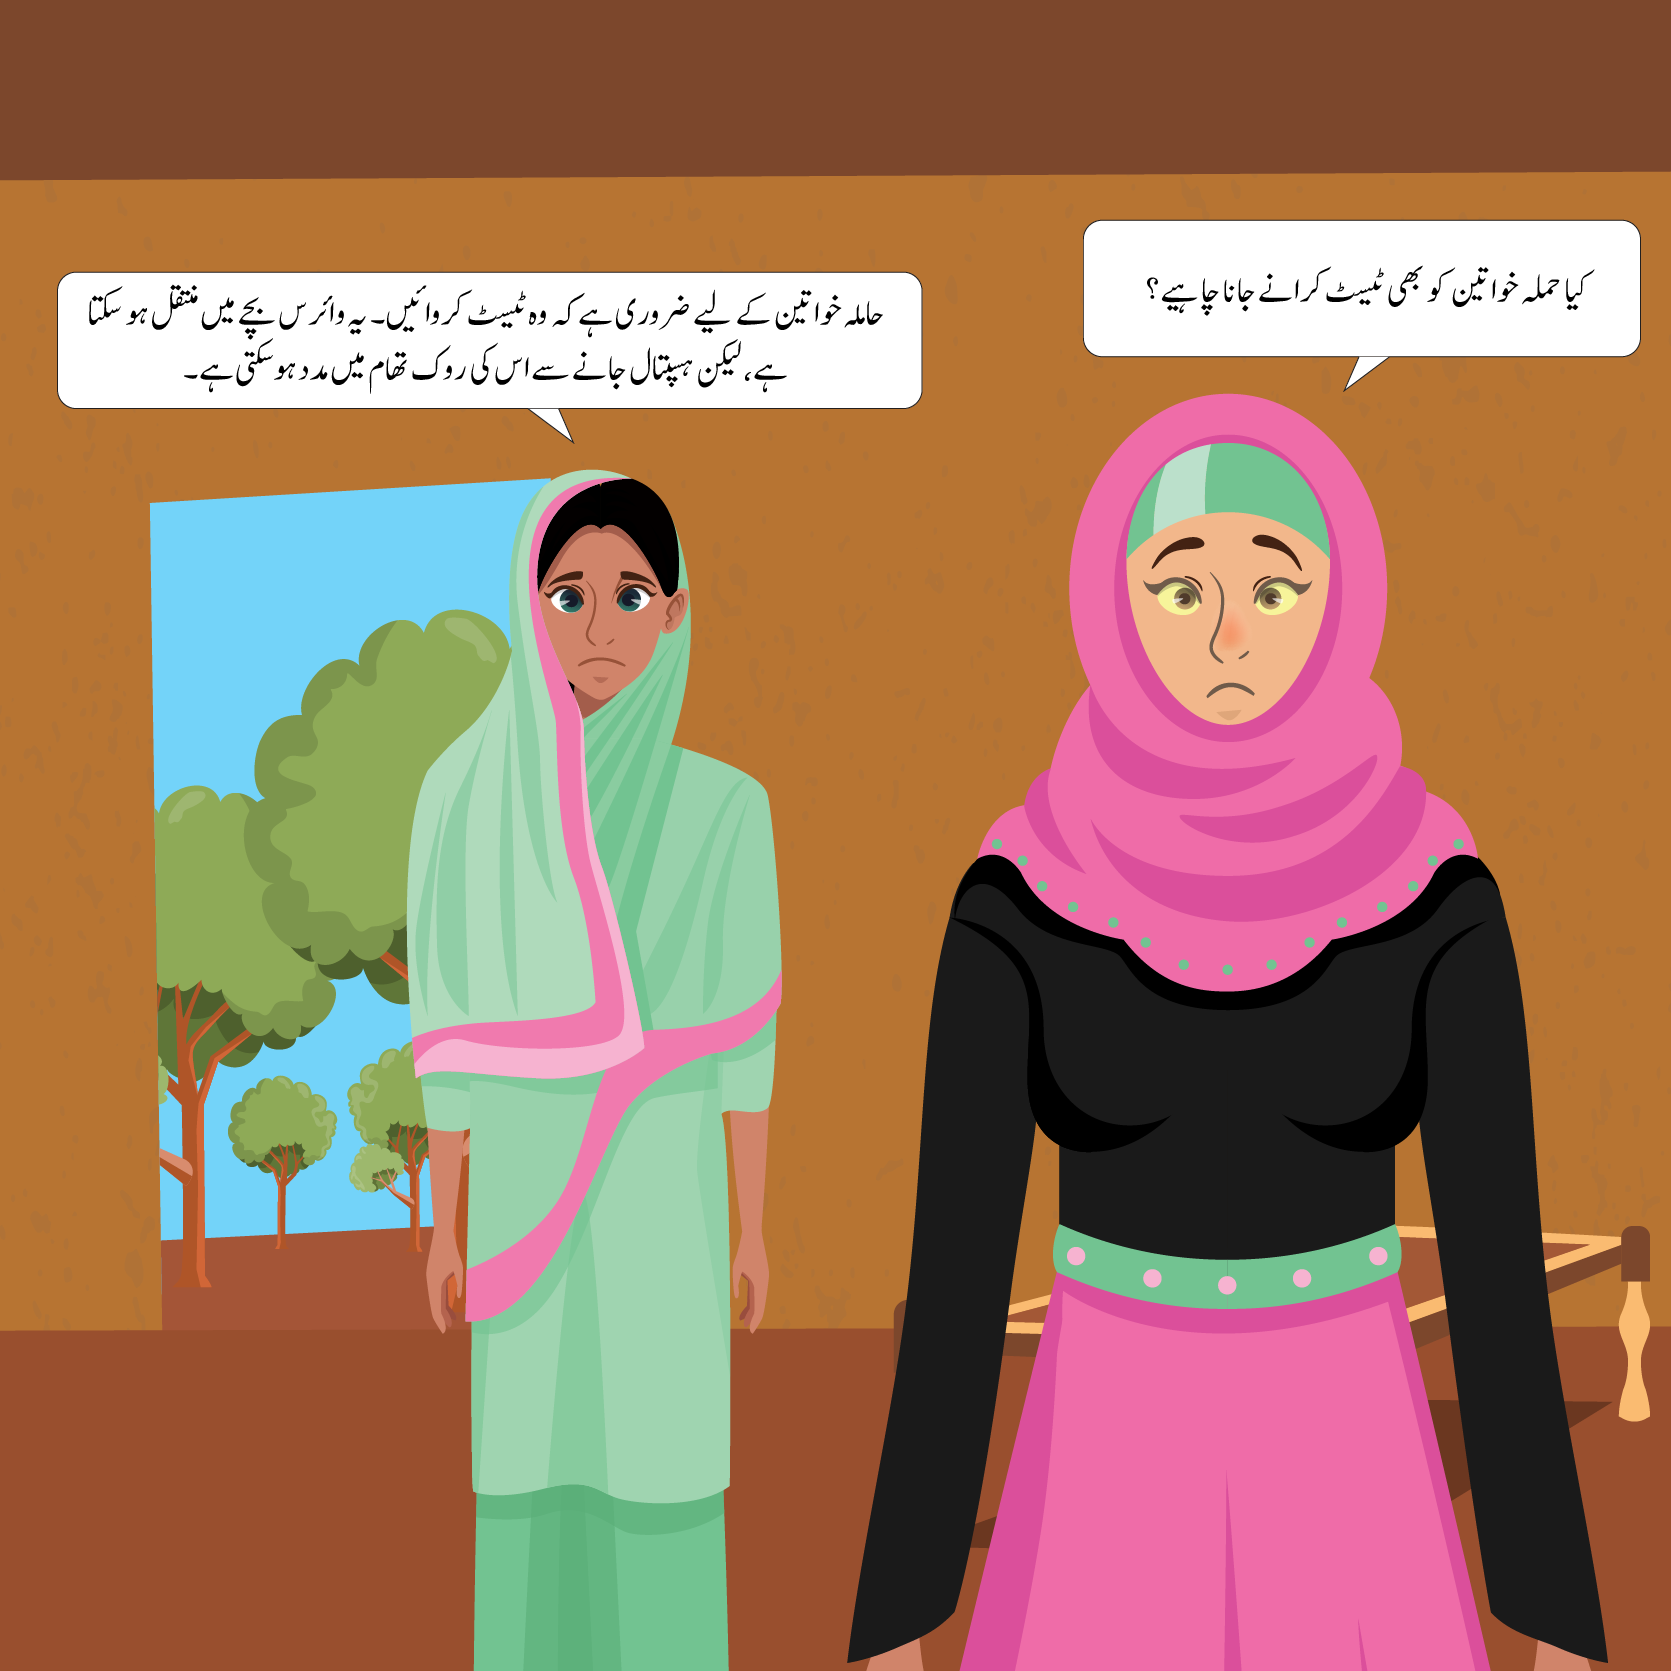 کیا حملہ خواتین کو بھی ٹیسٹ کرانے جانا چاہیے؟
حاملہ خواتین کے لیے ضروری ہے کہ وہ ٹیسٹ کروائیں۔ یہ وائرس بچے میں منتقل ہو سکتا
ہے، لیکن ہسپتال جانے سے اس کی روک تھام میں مدد ہو سکتی ہے۔